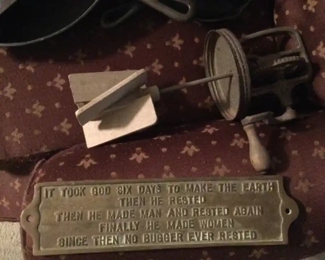 IT TOOK GOD SIX DAYS TO MAKE THE EARTH
THEN HE RESTED
THEN HE MADE MAN AND RESTED AGAIN
FINALLY HE MADE WOMEN
SINCE THEN NO BUGGER EVER RESTED